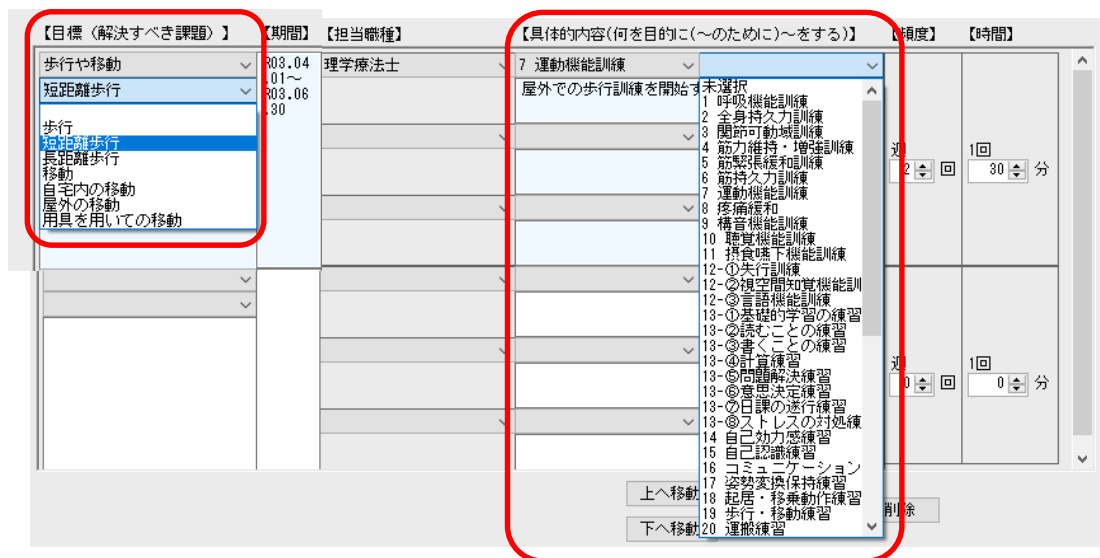 【目標（解決すべき課題）】 【期間】 【担当職種】 【具体的内容(何を目的に(～のために)～をする)】 【頻度】 【時間】
歩行や移動
短距離歩行
歩行
短距離歩行
長距離歩行
移動
自宅内の移動
屋外の移動
用具を用いての移動
R03.04
.01～
R03.06
.30
理学療法士
7 運動機能訓練
屋外での歩行訓練を開始す
未選択
1 呼吸機能訓練
2 全身持久力訓練
3 関節可動域訓練
4 筋力維持・増強訓練
5 筋緊張緩和訓練
6 筋持久力訓練
7 運動機能訓練
8 疼痛緩和
9 構音機能訓練
10 聴覚機能訓練
11 摂食嚥下機能訓練
12-①失行訓練
12-②視空間知覚機能訓
12-③言語機能訓練
13-①基礎的学習の練習
13-②読むことの練習
13-③書くことの練習
13-④計算練習
13-⑤問題解決練習
13-⑥意思決定練習
13-⑦日課の遂行練習
13-⑧ストレスの対処練
14 自己効力感練習
15 自己認識練習
16 コミュニケーション
17 姿勢変換保持練習
18 起居・移乗動作練習
19 歩行・移動練習
20 運搬練習
週
2 回
1回
30 分
週
0 回
1回
0 分
上へ移動
下へ移動
削除